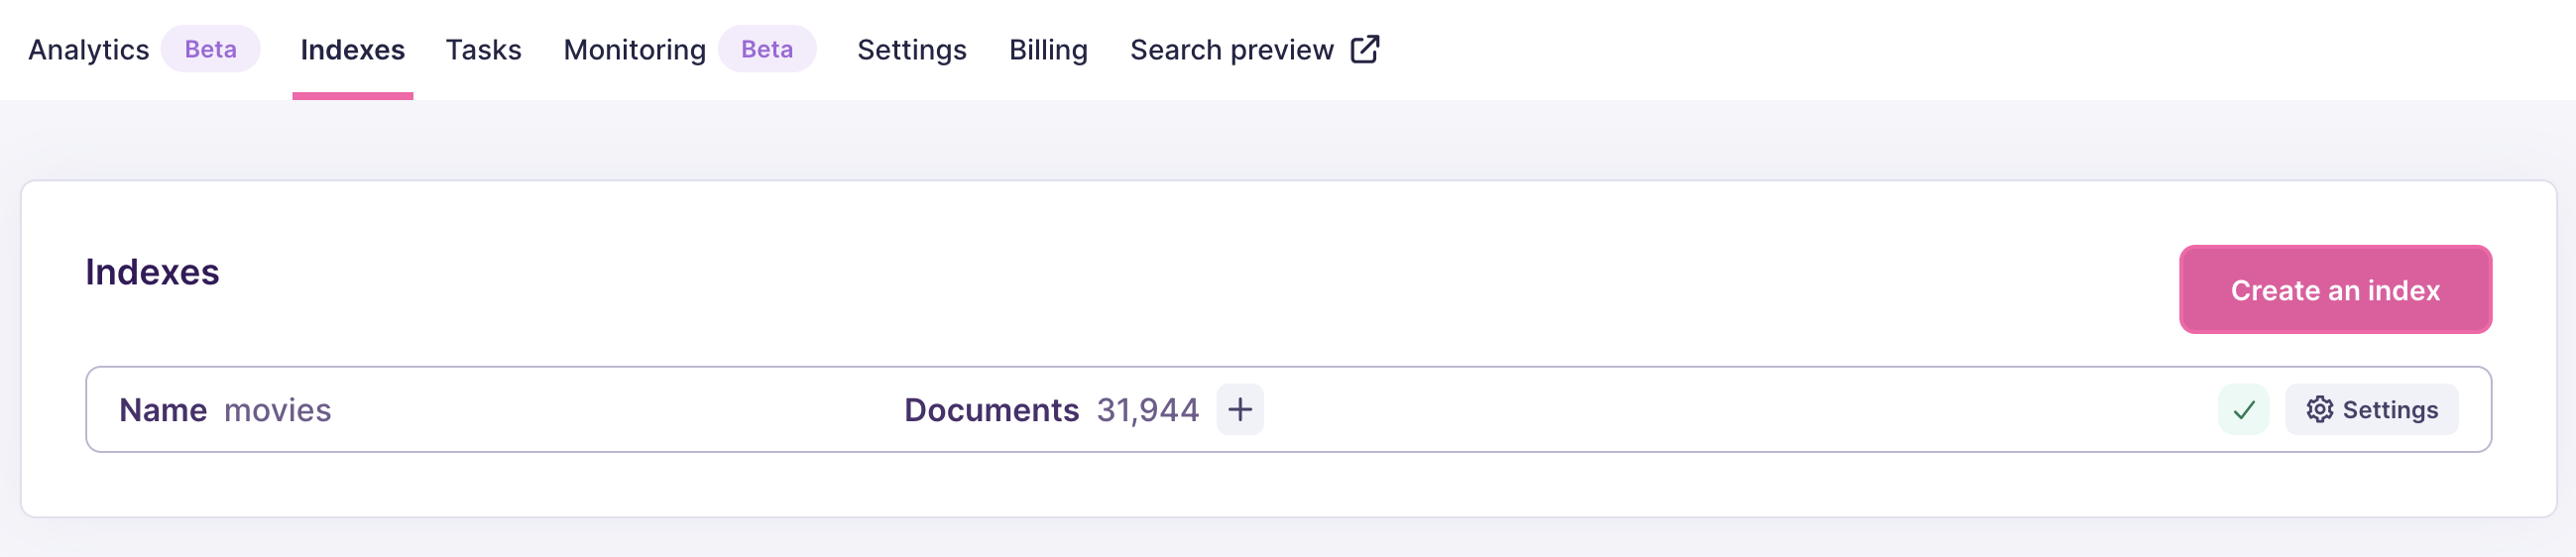 Analytics Beta Indexes Tasks Monitoring Beta Settings Billing Search preview
Indexes
Create an index
Name movies Documents 31,944 Settings